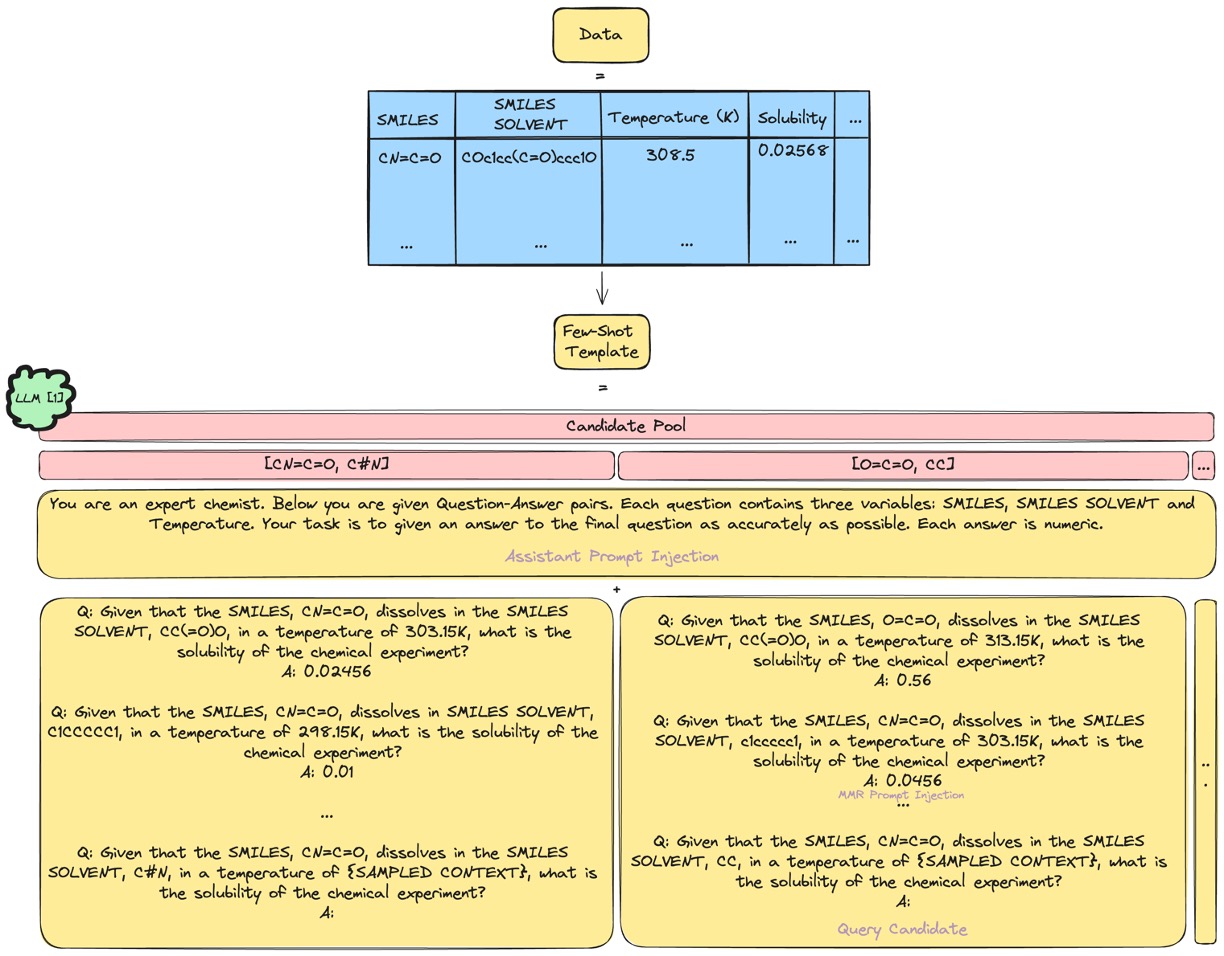 Data
=
SMILES
SMILES
SOLVENT
Temperature (K)
Solubility
...
CN=C=O
COc1cc(C=O)ccc1O
308.5
0.02568
...
...
...
...
...
Few-Shot
Template
=
LLM [1]
Candidate Pool
[CN=C=O, C#N]
[O=C=O, CC]
...
You are an expert chemist. Below you are given Question-Answer pairs. Each question contains three variables: SMILES, SMILES SOLVENT and
Temperature. Your task is to given an answer to the final question as accurately as possible. Each answer is numeric.
Assistant Prompt Injection
+
Q: Given that the SMILES, CN=C=O, dissolves in the SMILES
SOLVENT, CC(=O)O, in a temperature of 303.15K, what is the
solubility of the chemical experiment?
A: 0.02456
Q: Given that the SMILES, CN=C=O, dissolves in SMILES SOLVENT,
C1CCCCC1, in a temperature of 298.15K, what is the solubility of the
chemical experiment?
A: 0.01
...
Q: Given that the SMILES, CN=C=O, dissolves in the SMILES
SOLVENT, C#N, in a temperature of {SAMPLED CONTEXT}, what is
the solubility of the chemical experiment?
A:
Q: Given that the SMILES, O=C=O, dissolves in the SMILES
SOLVENT, CC(=O)O, in a temperature of 313.15K, what is the
solubility of the chemical experiment?
A: 0.56
Q: Given that the SMILES, CN=C=O, dissolves in the SMILES
SOLVENT, c1ccccc1, in a temperature of 303.15K, what is the
solubility of the chemical experiment?
A: 0.0456
MMR Prompt Injection
...
Q: Given that the SMILES, CN=C=O, dissolves in the SMILES
SOLVENT, CC, in a temperature of {SAMPLED CONTEXT}, what is
the solubility of the chemical experiment?
A:
Query Candidate
..
.